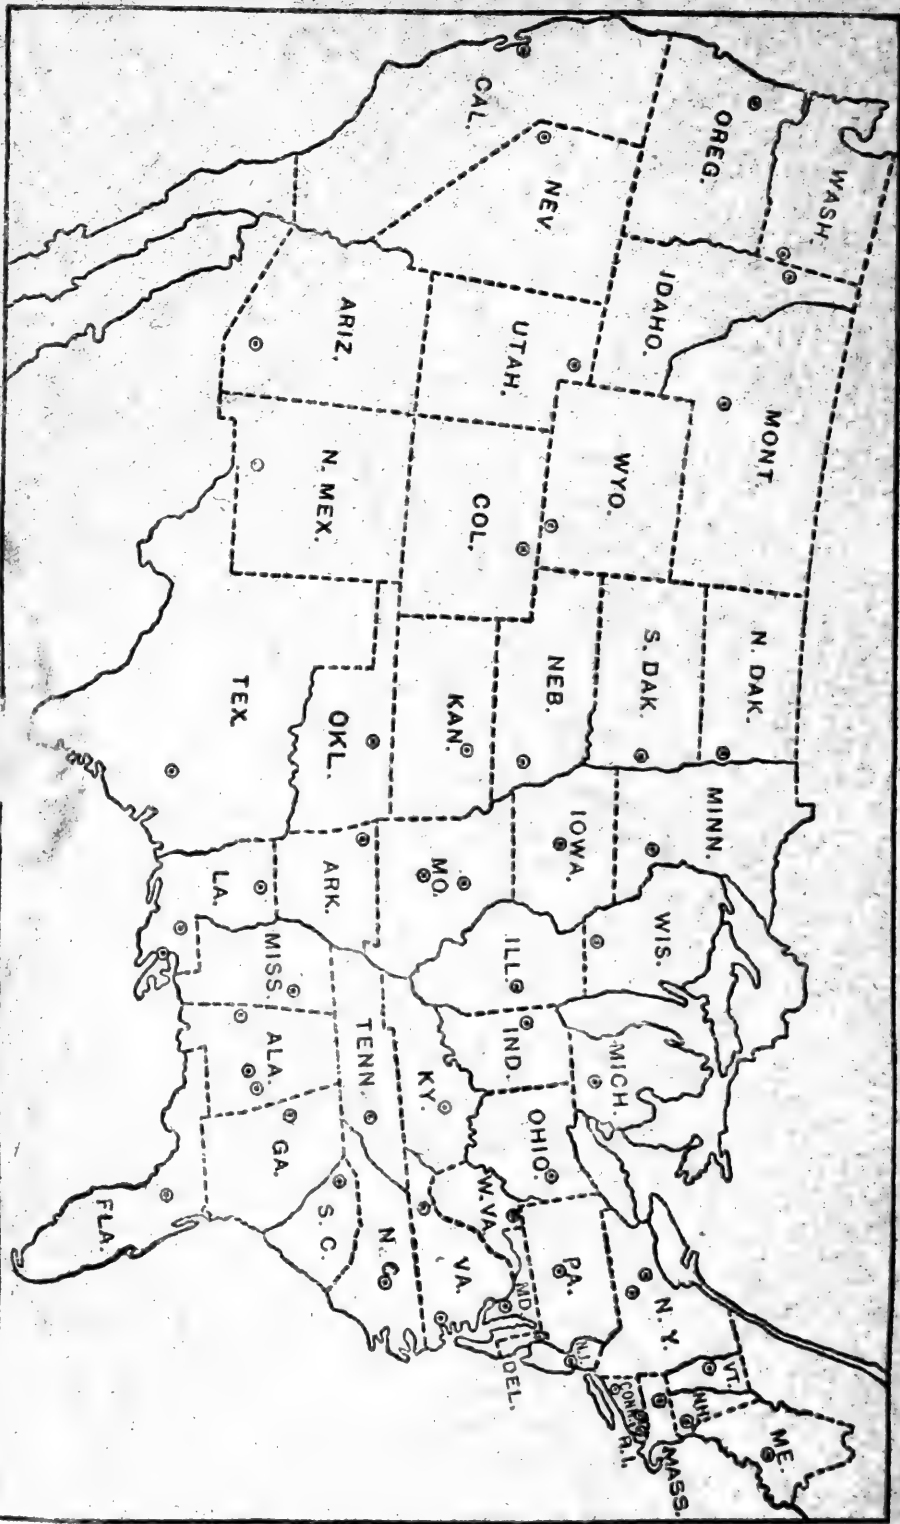 WASH.
OREG.
CAL.
NEV
IDAHO.
MONT.
WYO.
UTAH.
ARIZ.
COL.
N. MEX.
N. DAK.
S. DAK.
NEB.
KAN.
OKL.
TEX.
MINN.
IOWA.
MO.
ARK.
LA.
WIS.
ILL.
MICH.
IND.
OHIO.
KY.
TENN.
MISS.
ALA.
GA.
FLA.
S. C.
N. C.
VA.
W. VA.
MD.
DEL.
PA.
N.J.
N. Y.
CONN.
R.I.
MASS.
VT.
N.H.
ME.